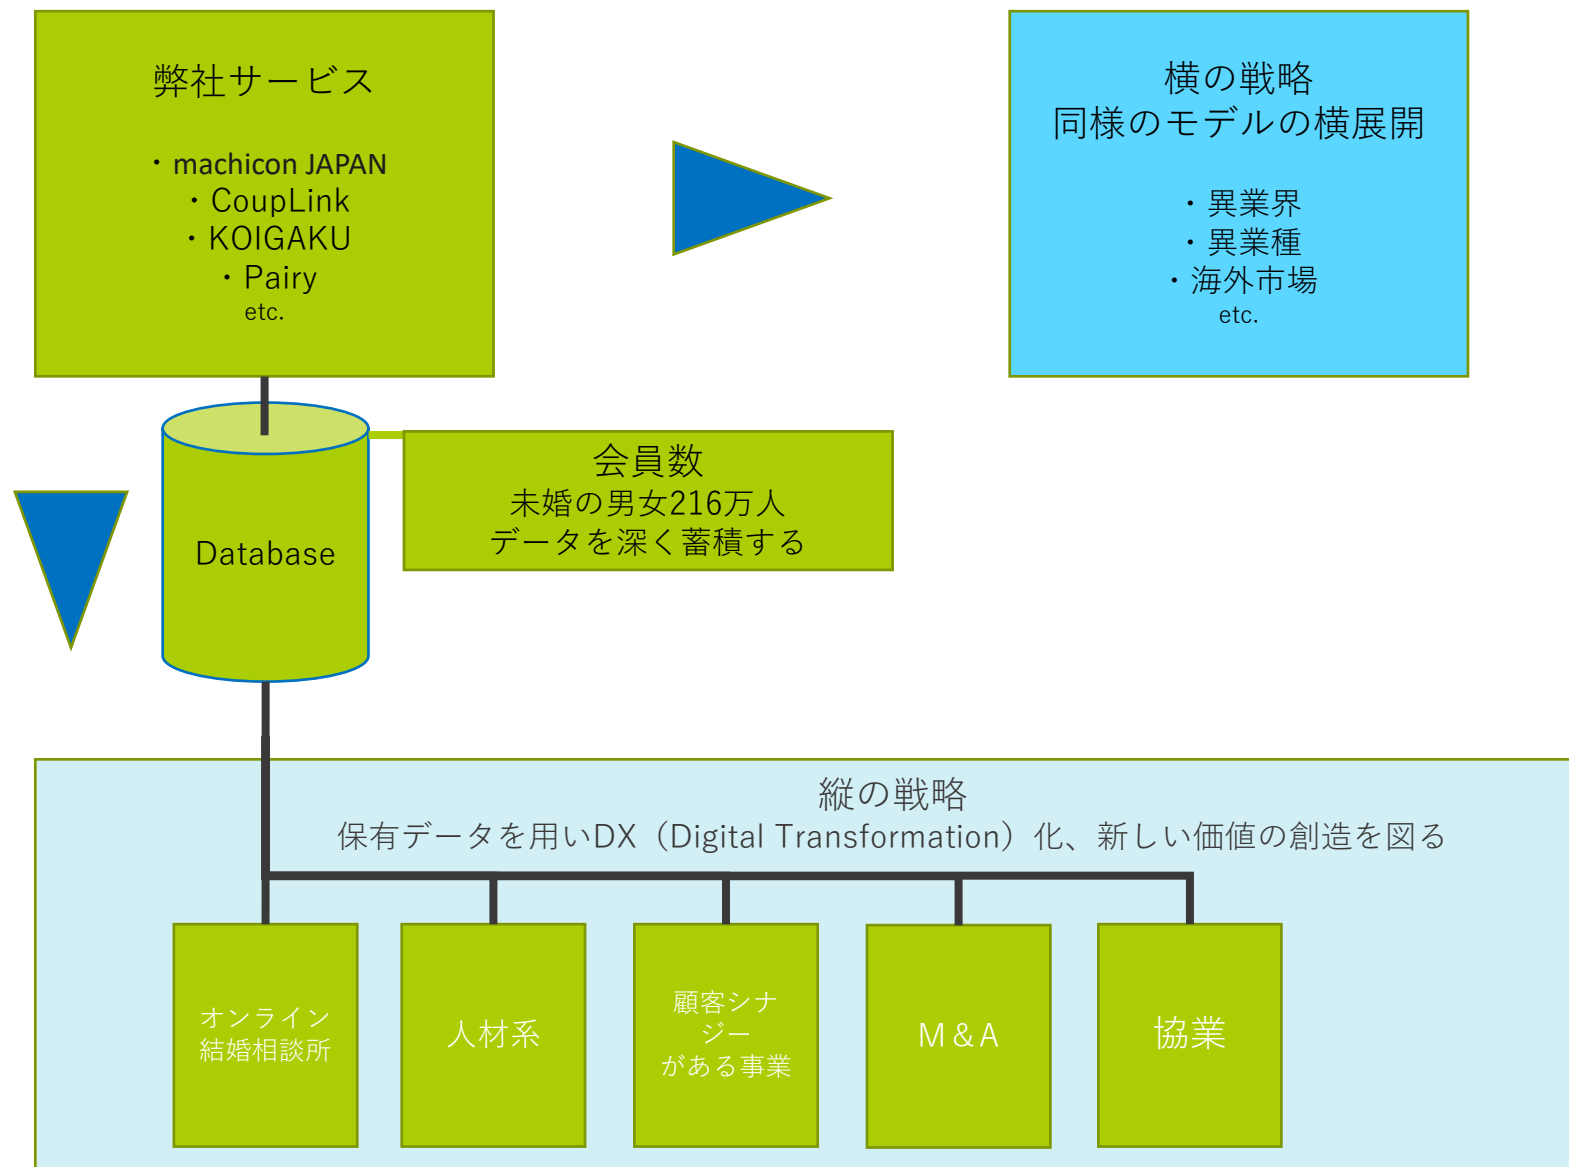 弊社サービス
・machicon JAPAN
・CoupLink
・KOIGAKU
・Pairy
etc.
横の戦略
同様のモデルの横展開
・異業界
・異業種
・海外市場
etc.
会員数
未婚の男女216万人
データを深く蓄積する
Database
縦の戦略
保有データを用いDX（Digital Transformation）化、新しい価値の創造を図る
オンライン
結婚相談所
人材系
顧客シナ
ジー
がある事業
M＆A
協業